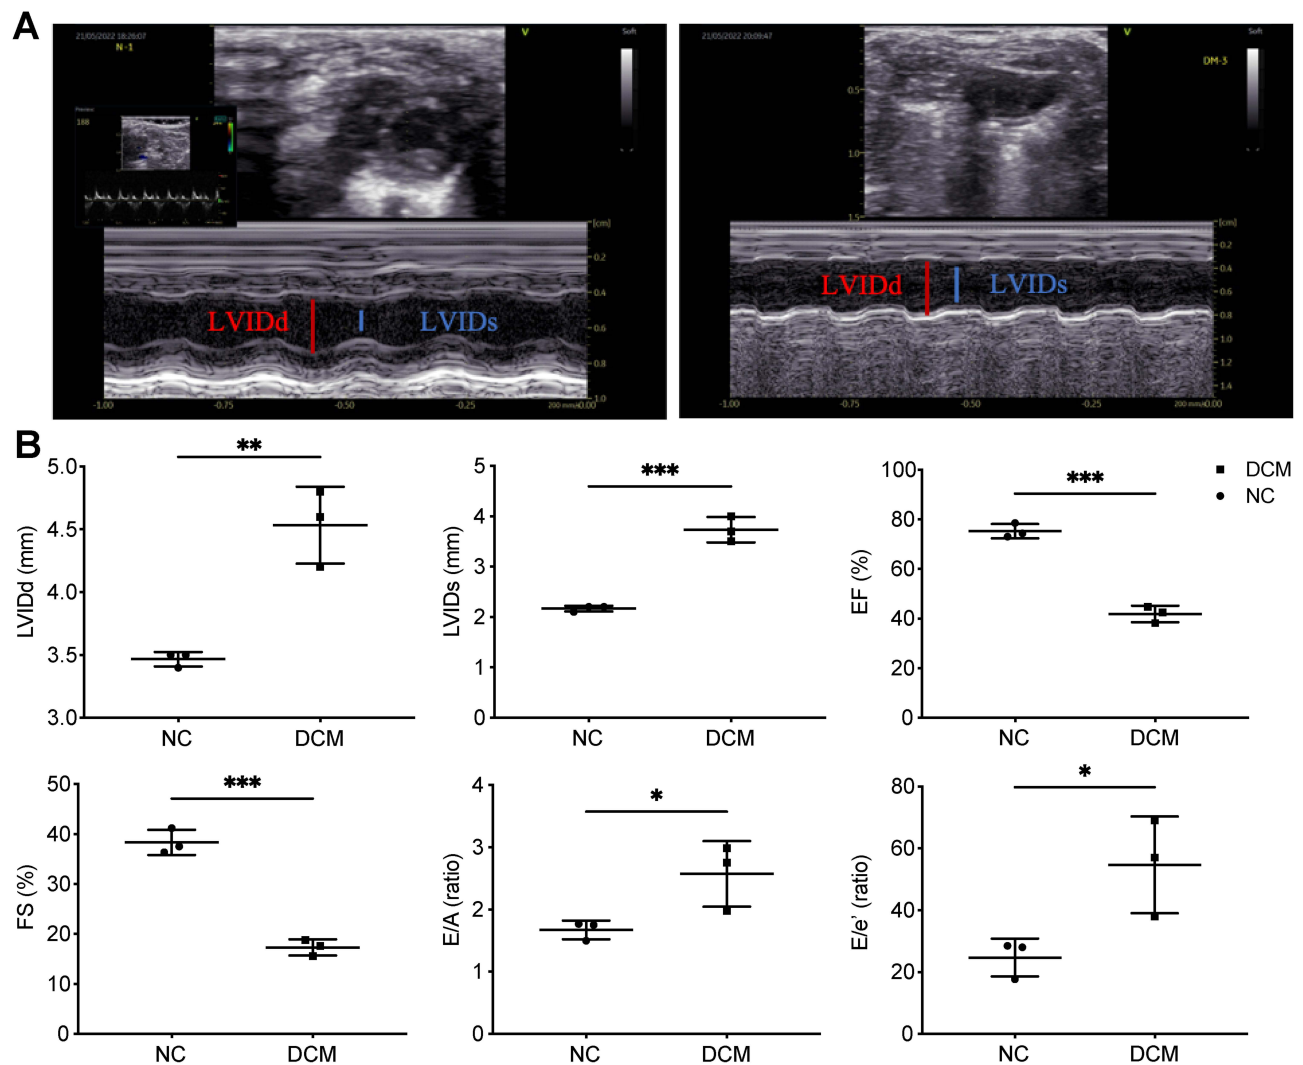 A
21/05/2022 18:26:07
N-1
V
Soft
188
[cm]
0.2
0.4
0.6
0.8
1.0
LVIDd
LVIDs
-1.00
-0.75
-0.50
-0.25
200 mm/s
0.00
21/05/2022 20:09:47
V
Soft
DM-3
0.5
1.0
1.5
[cm]
0.2
0.4
0.6
0.8
1.0
1.2
1.4
LVIDd
LVIDs
-1.00
-0.75
-0.50
-0.25
200 mm/s
0.00
B
**
5.0
4.5
4.0
3.5
3.0
LVIDd (mm)
NC
DCM
***
5
4
3
2
1
0
LVIDs (mm)
NC
DCM
***
100
80
60
40
20
0
EF (%)
NC
DCM
DCM
NC
***
50
40
30
20
10
0
FS (%)
NC
DCM
*
4
3
2
1
0
E/A (ratio)
NC
DCM
*
80
60
40
20
0
E/e' (ratio)
NC
DCM